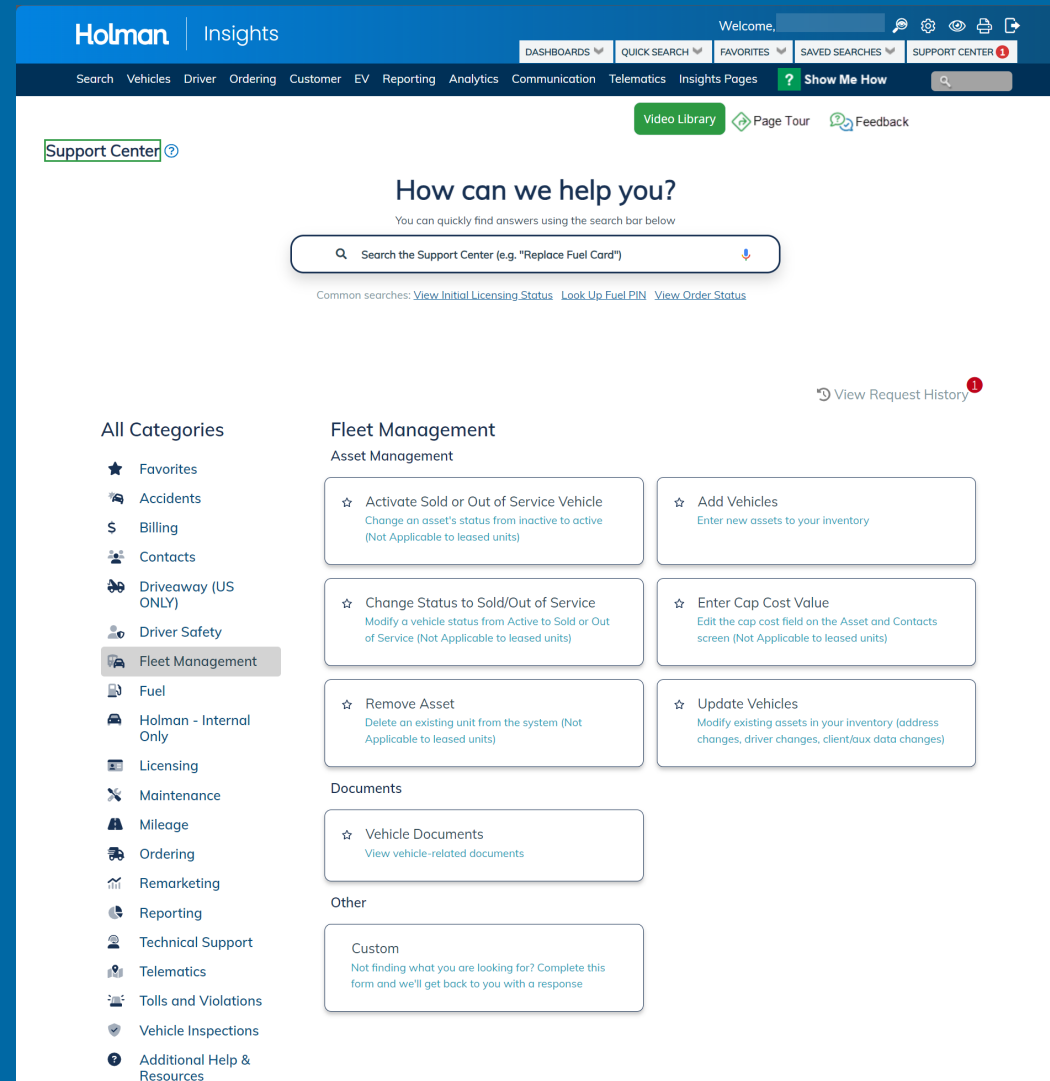 Holman Insights
Welcome,
DASHBOARDS QUICK SEARCH FAVORITES SAVED SEARCHES SUPPORT CENTER 1
Search Vehicles Driver Ordering Customer EV Reporting Analytics Communication Telematics Insights Pages ? Show Me How
Video Library Page Tour Feedback
Support Center ?
How can we help you?
You can quickly find answers using the search bar below
Search the Support Center (e.g. "Replace Fuel Card")
Common searches: View Initial Licensing Status Look Up Fuel PIN View Order Status
View Request History 1
All Categories
Favorites
Accidents
$ Billing
Contacts
Driveaway (US
ONLY)
Driver Safety
Fleet Management
Fuel
Holman - Internal
Only
Licensing
Maintenance
Mileage
Ordering
Remarketing
Reporting
Technical Support
Telematics
Tolls and Violations
Vehicle Inspections
? Additional Help &
Resources
Fleet Management
Asset Management
Activate Sold or Out of Service Vehicle
Change an asset's status from inactive to active
(Not Applicable to leased units)
Add Vehicles
Enter new assets to your inventory
Change Status to Sold/Out of Service
Modify a vehicle status from Active to Sold or Out
of Service (Not Applicable to leased units)
Enter Cap Cost Value
Edit the cap cost field on the Asset and Contacts
screen (Not Applicable to leased units)
Remove Asset
Delete an existing unit from the system (Not
Applicable to leased units)
Update Vehicles
Modify existing assets in your inventory (address
changes, driver changes, client/aux data changes)
Documents
Vehicle Documents
View vehicle-related documents
Other
Custom
Not finding what you are looking for? Complete this
form and we'll get back to you with a response